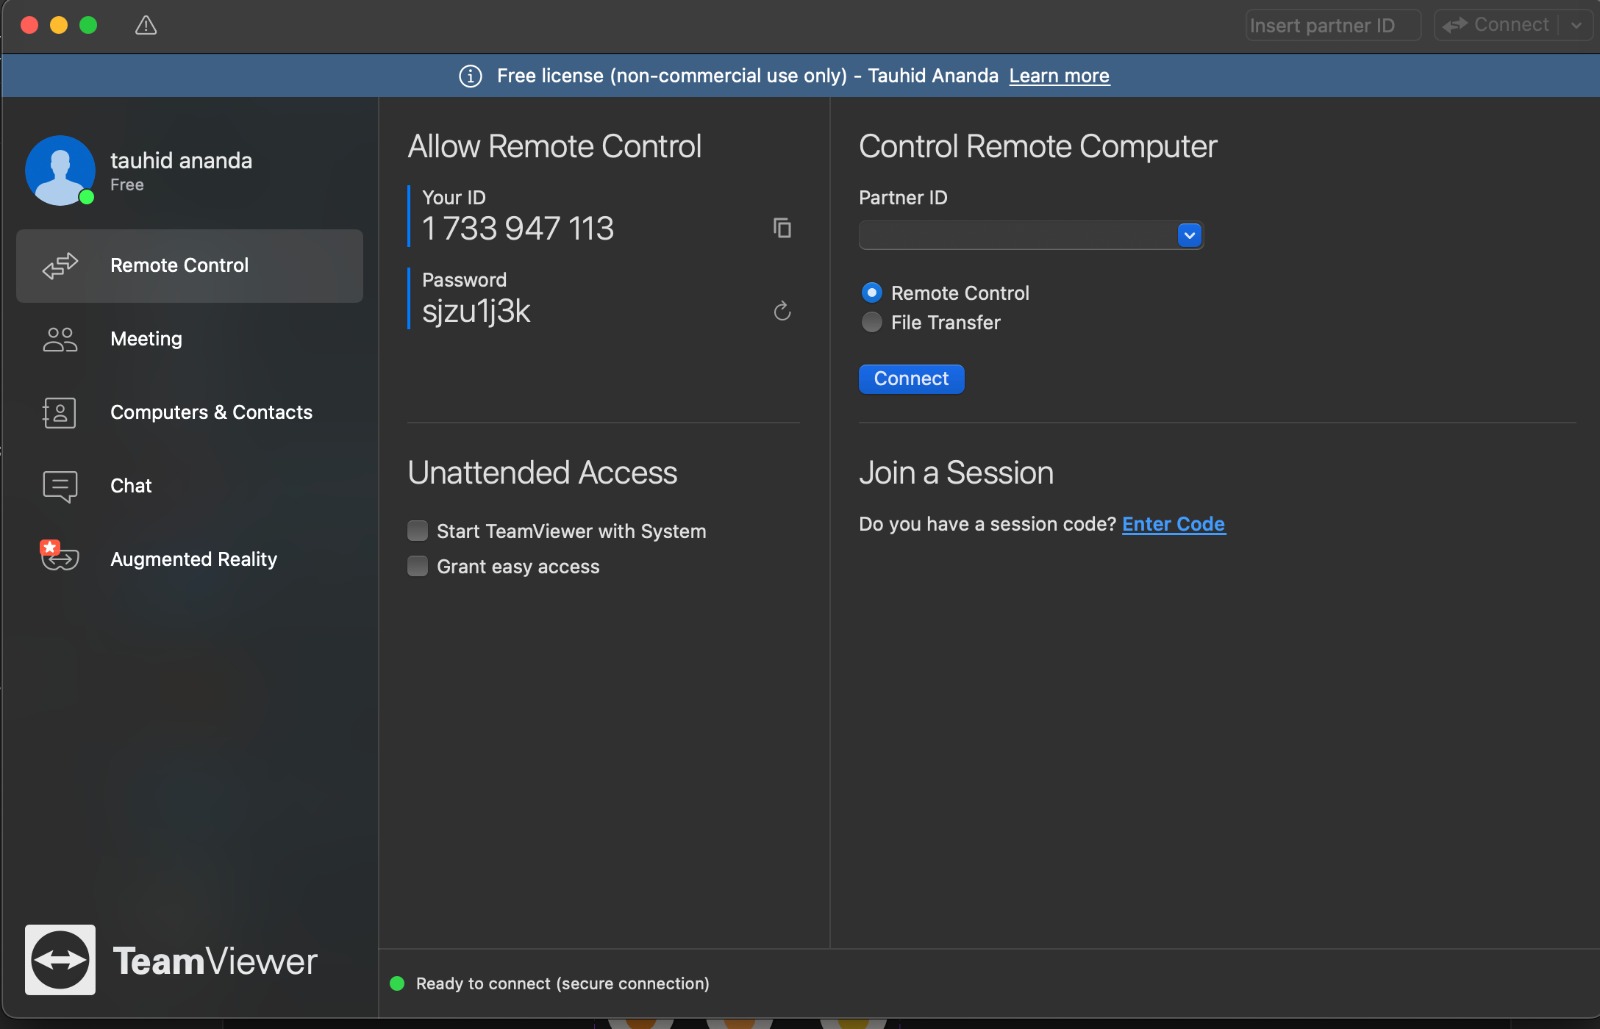 Insert partner ID
Connect
Free license (non-commercial use only) - Tauhid Ananda Learn more
tauhid ananda
Free
Remote Control
Meeting
Computers & Contacts
Chat
Augmented Reality
TeamViewer
Allow Remote Control
Your ID
1 733 947 113
Password
sjzu1j3k
Unattended Access
Start TeamViewer with System
Grant easy access
Control Remote Computer
Partner ID
Remote Control
File Transfer
Connect
Join a Session
Do you have a session code? Enter Code
Ready to connect (secure connection)